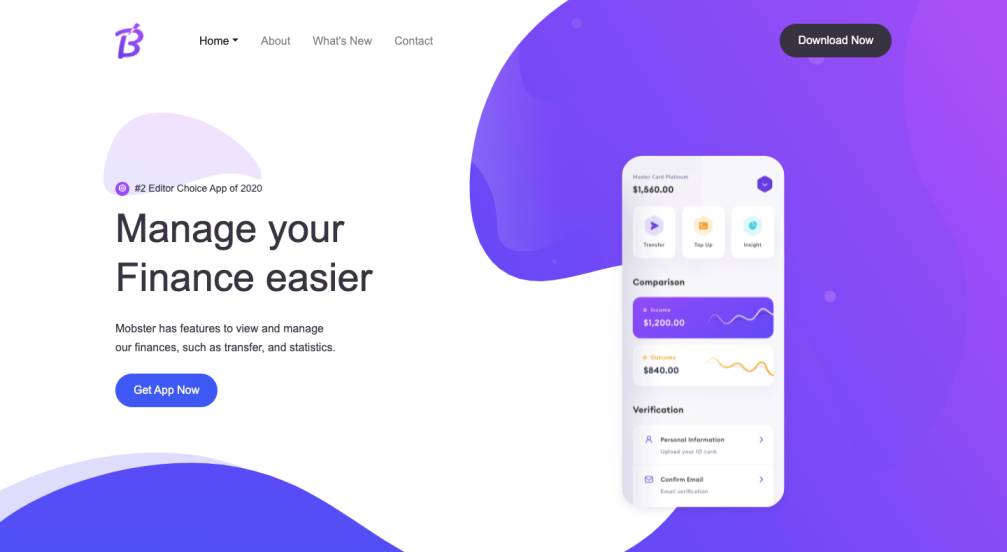 Home
About
What's New
Contact
Download Now
#2 Editor Choice App of 2020
Manage your
Finance easier
Mobster has features to view and manage
our finances, such as transfer, and statistics.
Get App Now
Master Card Platinum
$1,560.00
Transfer
Top Up
Insight
Comparison
Income
$1,200.00
Outcome
$840.00
Verification
Personal Information
Upload your ID card
Confirm Email
Email verification